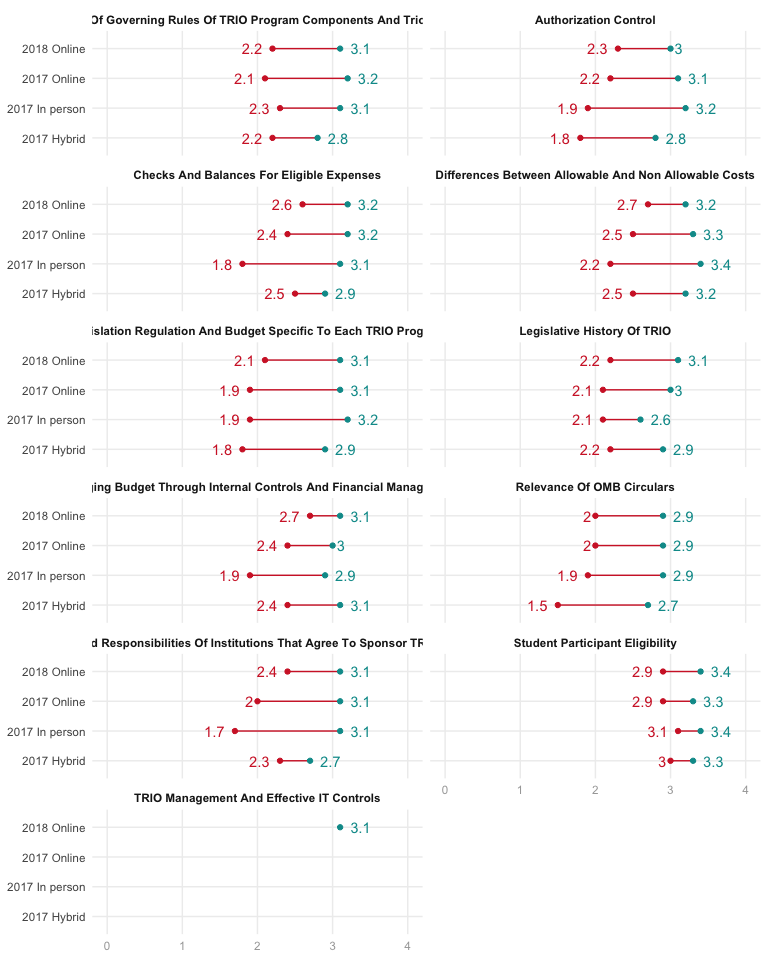 Of Governing Rules Of TRIO Program Components And
Authorization Control
2018 Online 2.2 3.1 2.3 3
2017 Online 2.1 3.2 2.2 3.1
2017 In person 2.3 3.1 1.9 3.2
2017 Hybrid 2.2 2.8 1.8 2.8
Checks And Balances For Eligible Expenses
Differences Between Allowable And Non Allowable Costs
2018 Online 2.6 3.2 2.7 3.2
2017 Online 2.4 3.2 2.5 3.3
2017 In person 1.8 3.1 2.2 3.4
2017 Hybrid 2.5 2.9 2.5 3.2
islation Regulation And Budget Specific To Each TRIO Prog
Legislative History Of TRIO
2018 Online 2.1 3.1 2.2 3.1
2017 Online 1.9 3.1 2.1 3
2017 In person 1.9 3.2 2.1 2.6
2017 Hybrid 1.8 2.9 2.2 2.9
ging Budget Through Internal Controls And Financial Manag
Relevance Of OMB Circulars
2018 Online 2.7 3.1 2 2.9
2017 Online 2.4 3 2 2.9
2017 In person 1.9 2.9 1.9 2.9
2017 Hybrid 2.4 3.1 1.5 2.7
d Responsibilities Of Institutions That Agree To Sponsor TR
Student Participant Eligibility
2018 Online 2.4 3.1 2.9 3.4
2017 Online 2 3.1 2.9 3.3
2017 In person 1.7 3.1 3.1 3.4
2017 Hybrid 2.3 2.7 3 3.3
0 1 2 3 4
TRIO Management And Effective IT Controls
2018 Online 3.1
2017 Online
2017 In person
2017 Hybrid
0 1 2 3 4